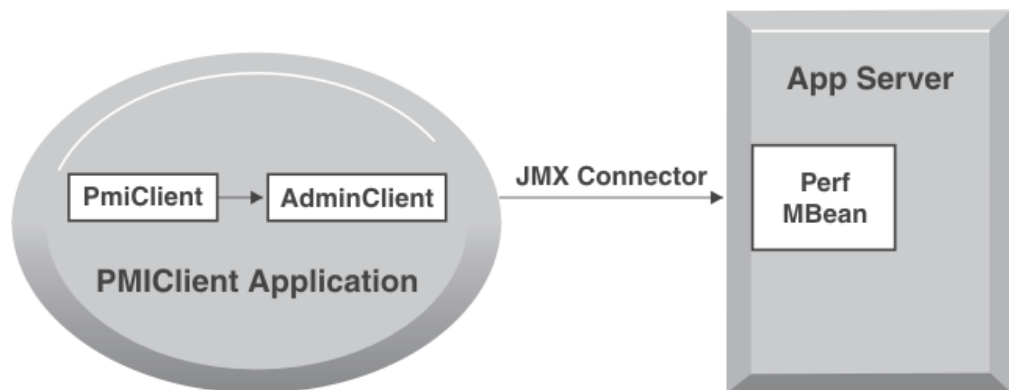 App Server
JMX Connector
PmiClient
AdminClient
Perf
MBean
PMIClient Application